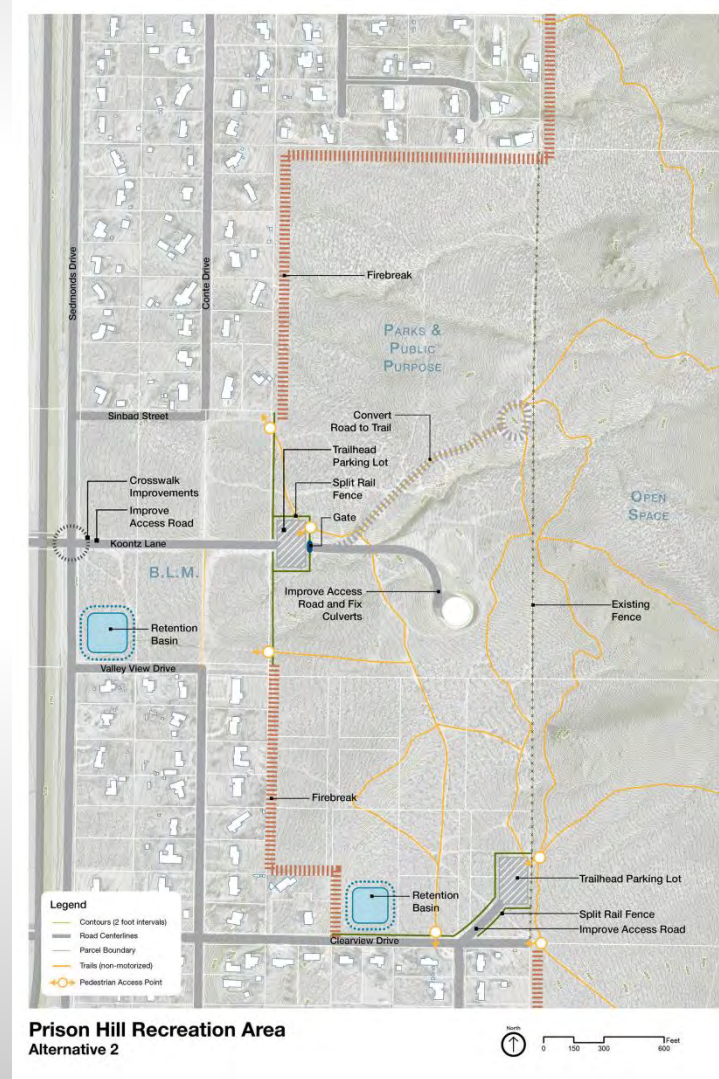 Firebreak
Sedmonds Drive
Conte Drive
PARKS &
PUBLIC
PURPOSE
Sinbad Street
Convert
Road to Trail
Trailhead
Parking Lot
Split Rail
Fence
Gate
Crosswalk
Improvements
Improve
Access Road
Koontz Lane
OPEN
SPACE
B.L.M.
Improve Access
Road and Fix
Culverts
Existing
Fence
Retention
Basin
Valley View Drive
Firebreak
Trailhead Parking Lot
Retention
Basin
Split Rail Fence
Improve Access Road
Clearview Drive
Legend
Contours (2 foot intervals)
Road Centerlines
Parcel Boundary
Trails (non-motorized)
Pedestrian Access Point
Prison Hill Recreation Area
Alternative 2
North
0 150 300 600
Feet